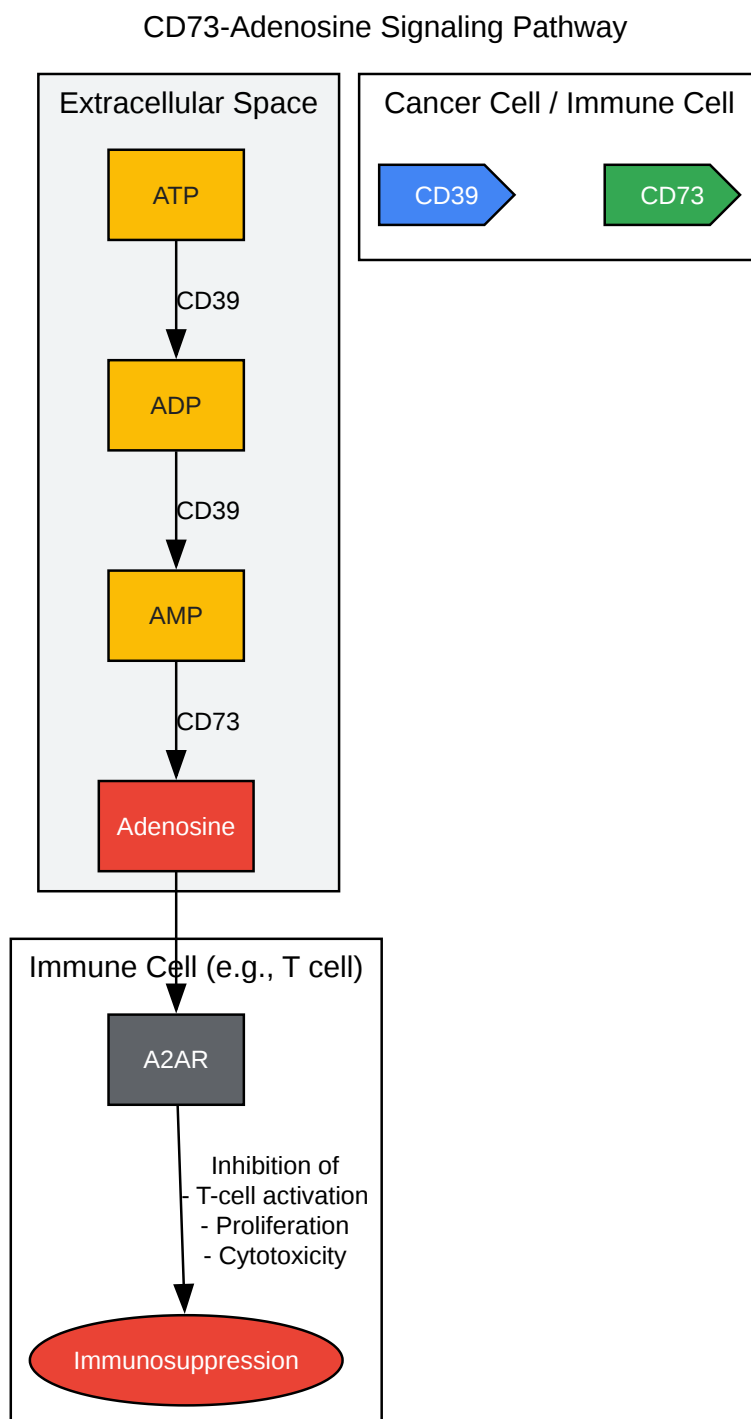 CD73-Adenosine Signaling Pathway
Extracellular Space
ATP
CD39
ADP
CD39
AMP
CD73
Adenosine
Cancer Cell / Immune Cell
CD39
CD73
Immune Cell (e.g., T cell)
A2AR
Inhibition of
- T-cell activation
- Proliferation
- Cytotoxicity
Immunosuppression